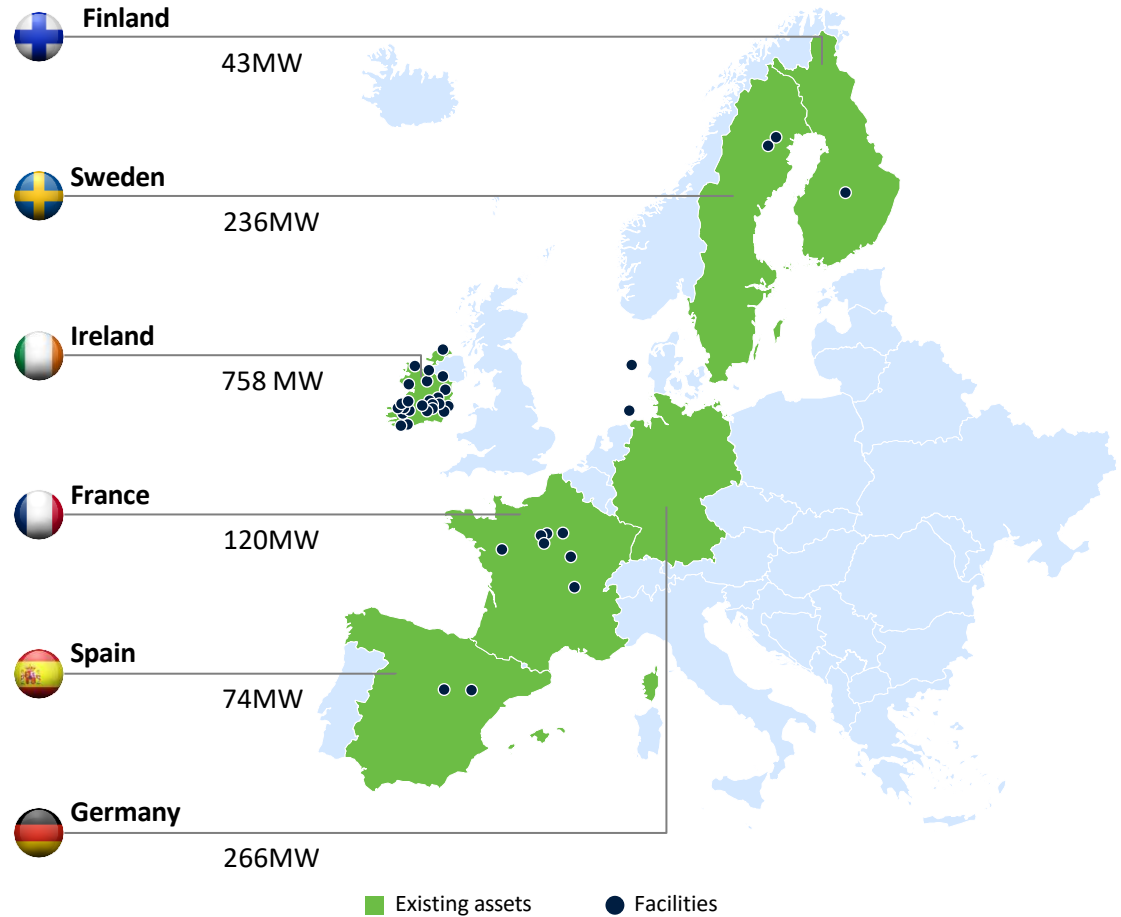 Finland
43MW
Sweden
236MW
Ireland
758 MW
France
120MW
Spain
74MW
Germany
266MW
Existing assets
Facilities